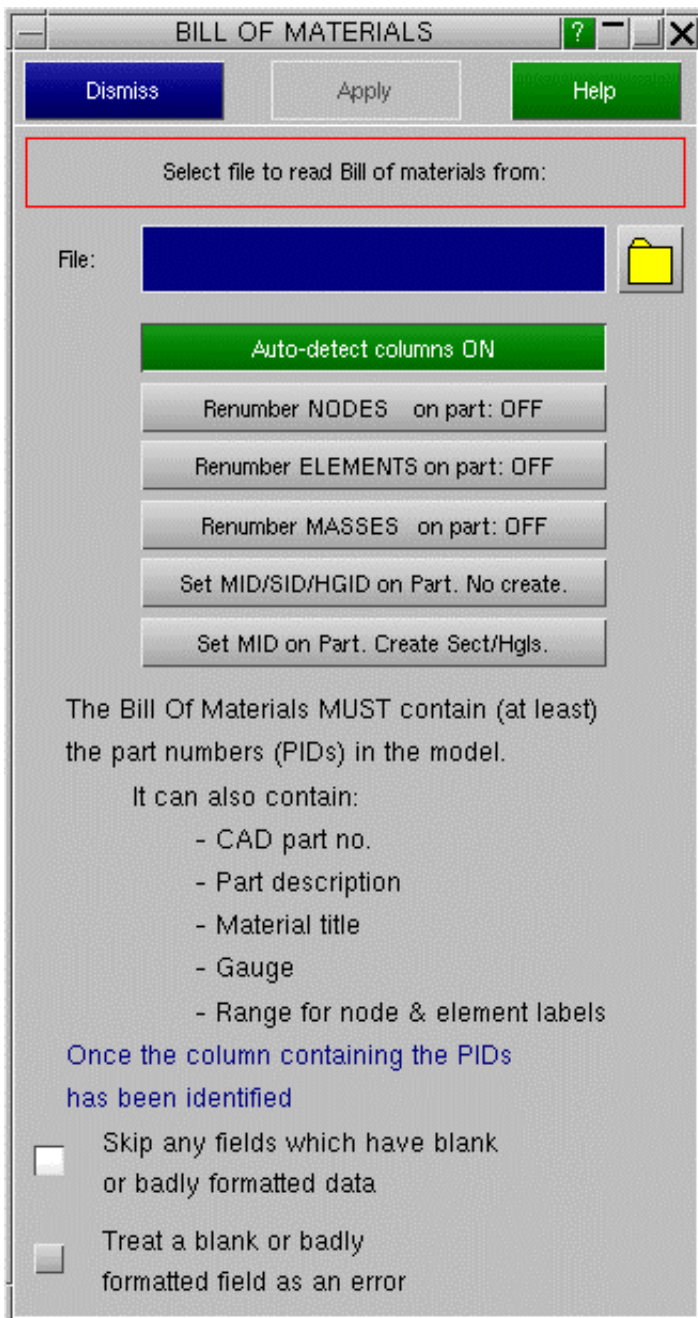 BILL OF MATERIALS
?
Dismiss
Apply
Help
Select file to read Bill of materials from:
File:
Auto-detect columns ON
Renumber NODES on part: OFF
Renumber ELEMENTS on part: OFF
Renumber MASSES on part: OFF
Set MID/SID/HGID on Part. No create.
Set MID on Part. Create Sect/Hgls.
The Bill Of Materials MUST contain (at least)
the part numbers (PIDs) in the model.
It can also contain:
- CAD part no.
- Part description
- Material title
- Gauge
- Range for node & element labels
Once the column containing the PIDs
has been identified
Skip any fields which have blank
or badly formatted data
Treat a blank or badly
formatted field as an error